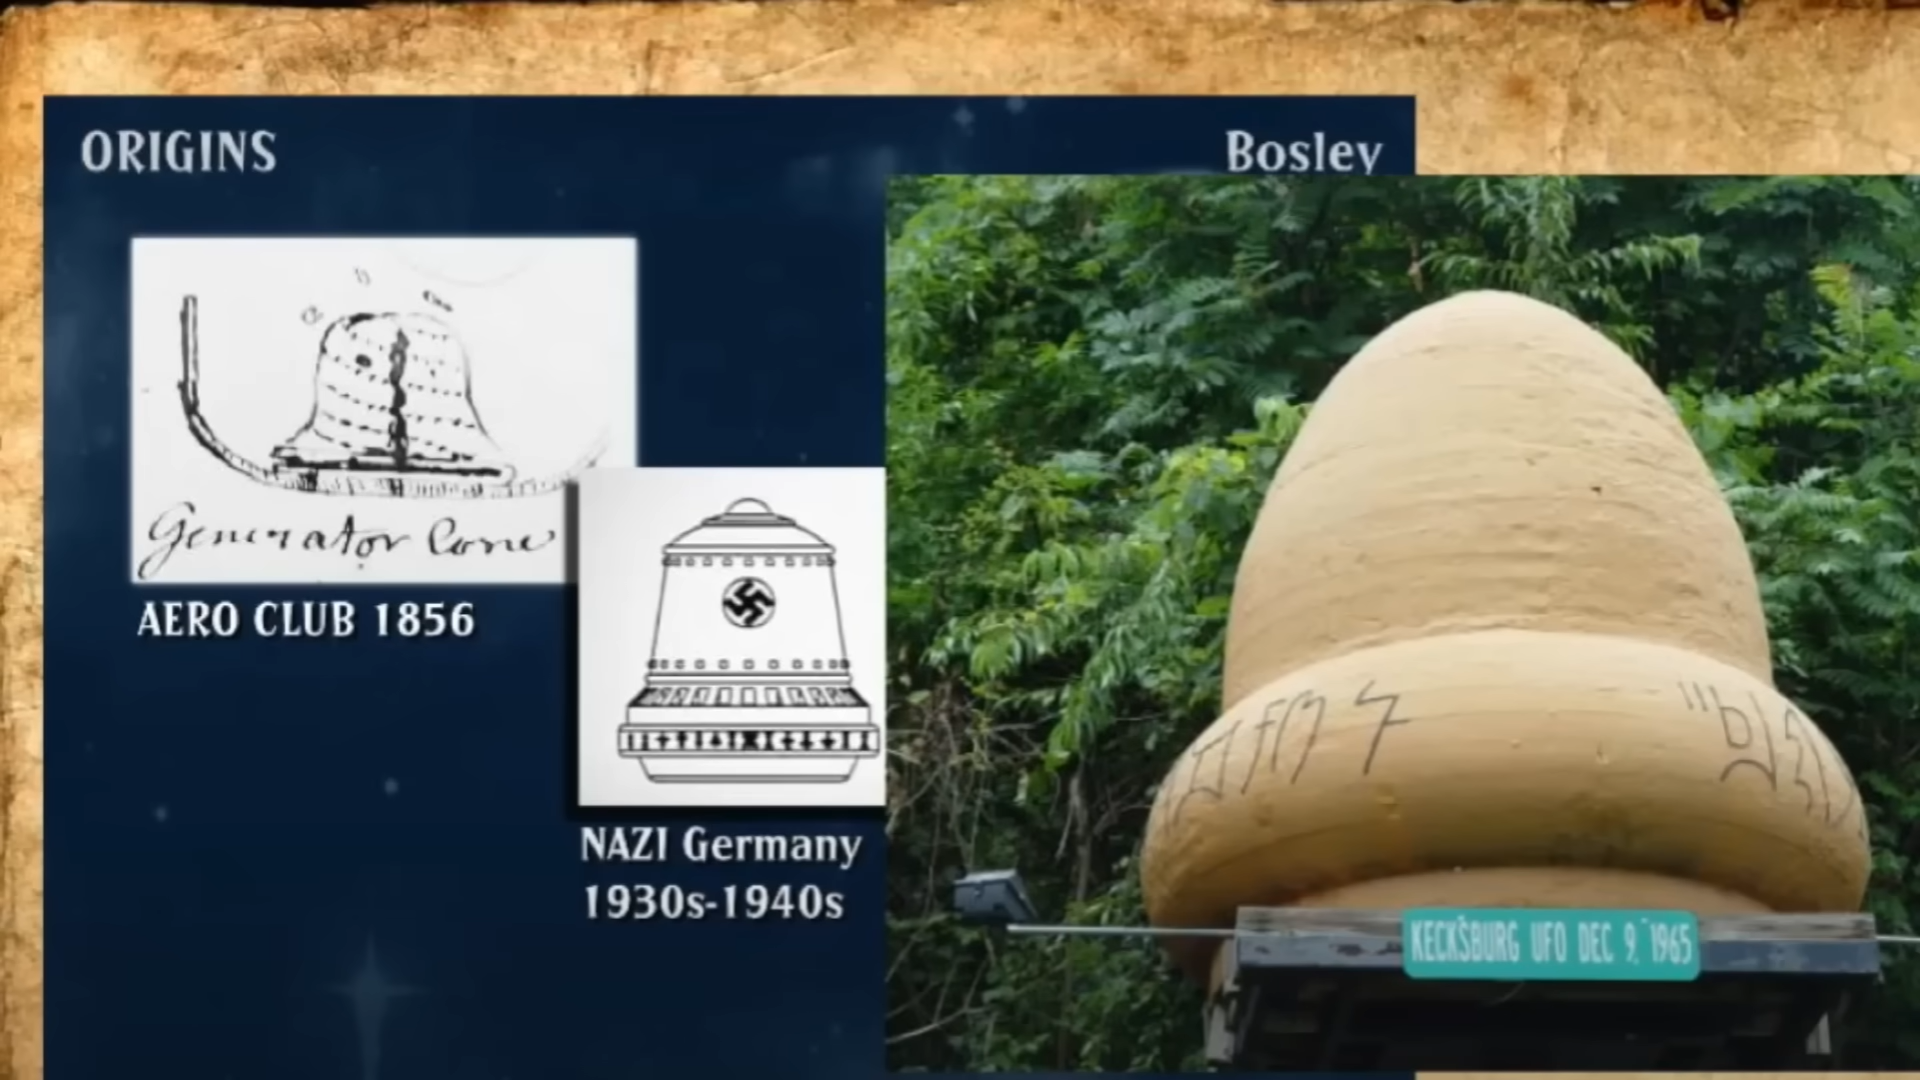 ORIGINS
Bosley
Generator Cone
AERO CLUB 1856
NAZI Germany
1930s-1940s
KECKSBURG UFO DEC 9, 1965